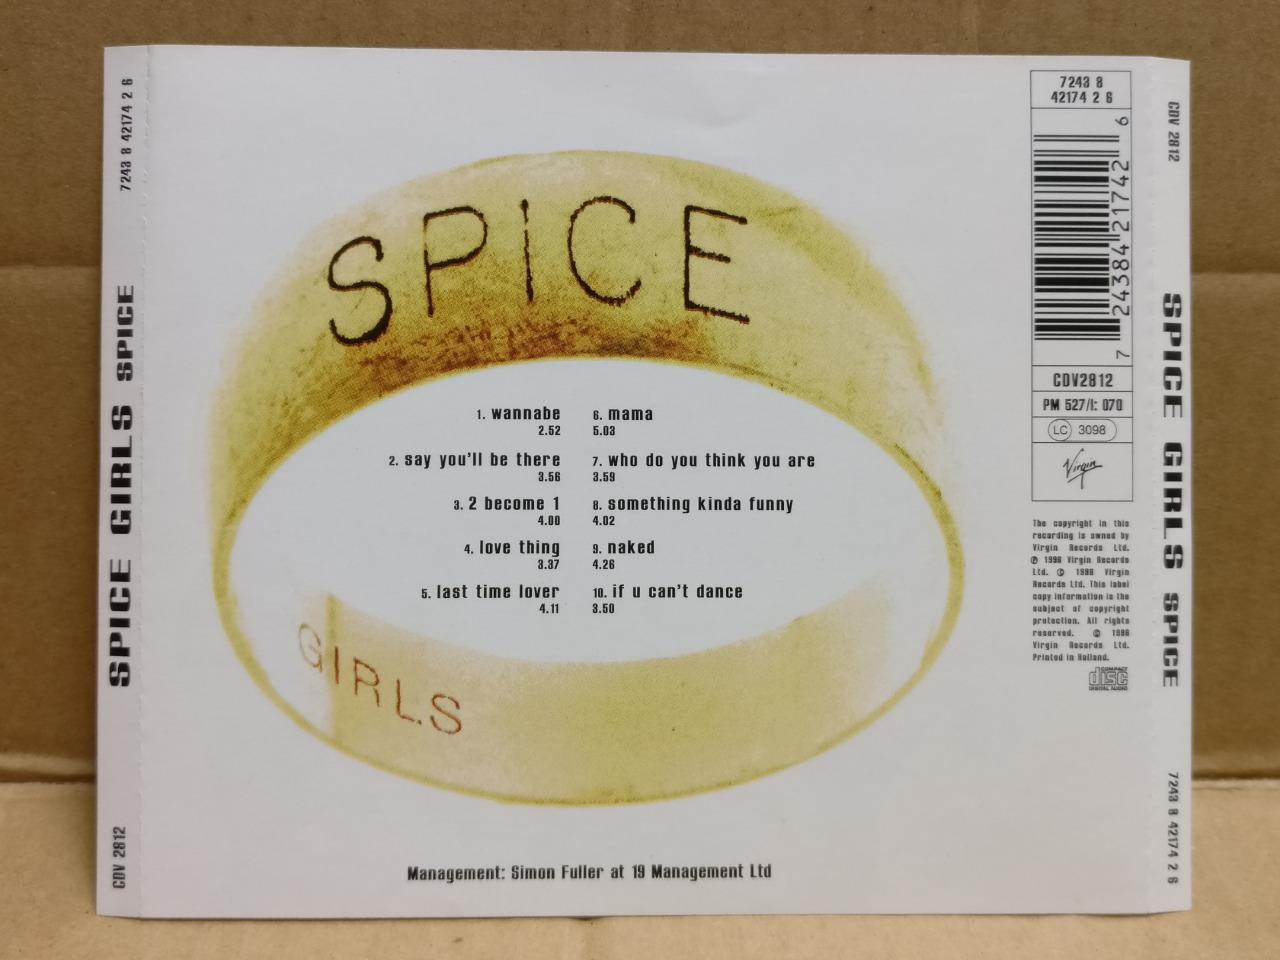 7243 8 42174 2 6
SPICE GIRLS SPICE
CDV 2812
SPICE
GIRLS
1. wannabe
2.52
2. say you'll be there
3.56
3. 2 become 1
4.00
4. love thing
3.37
5. last time lover
4.11
6. mama
5.03
7. who do you think you are
3.59
8. something kinda funny
4.02
9. naked
4.26
10. if u can't dance
3.50
Management: Simon Fuller at 19 Management Ltd
7243 8
42174 2 6
7 24384 21742 6
CDV2812
PM 527/I: 070
LC 3098
Virgin
The copyright in this
recording is owned by
Virgin Records Ltd.
℗ 1996 Virgin Records
Ltd. © 1996 Virgin
Records Ltd. This label
copy information is the
subject of copyright
protection. All rights
reserved. © 1996
Virgin Records Ltd.
Printed in Holland.
COMPACT
disc
DIGITAL AUDIO
CDV 2812
SPICE GIRLS SPICE
7243 8 42174 2 6